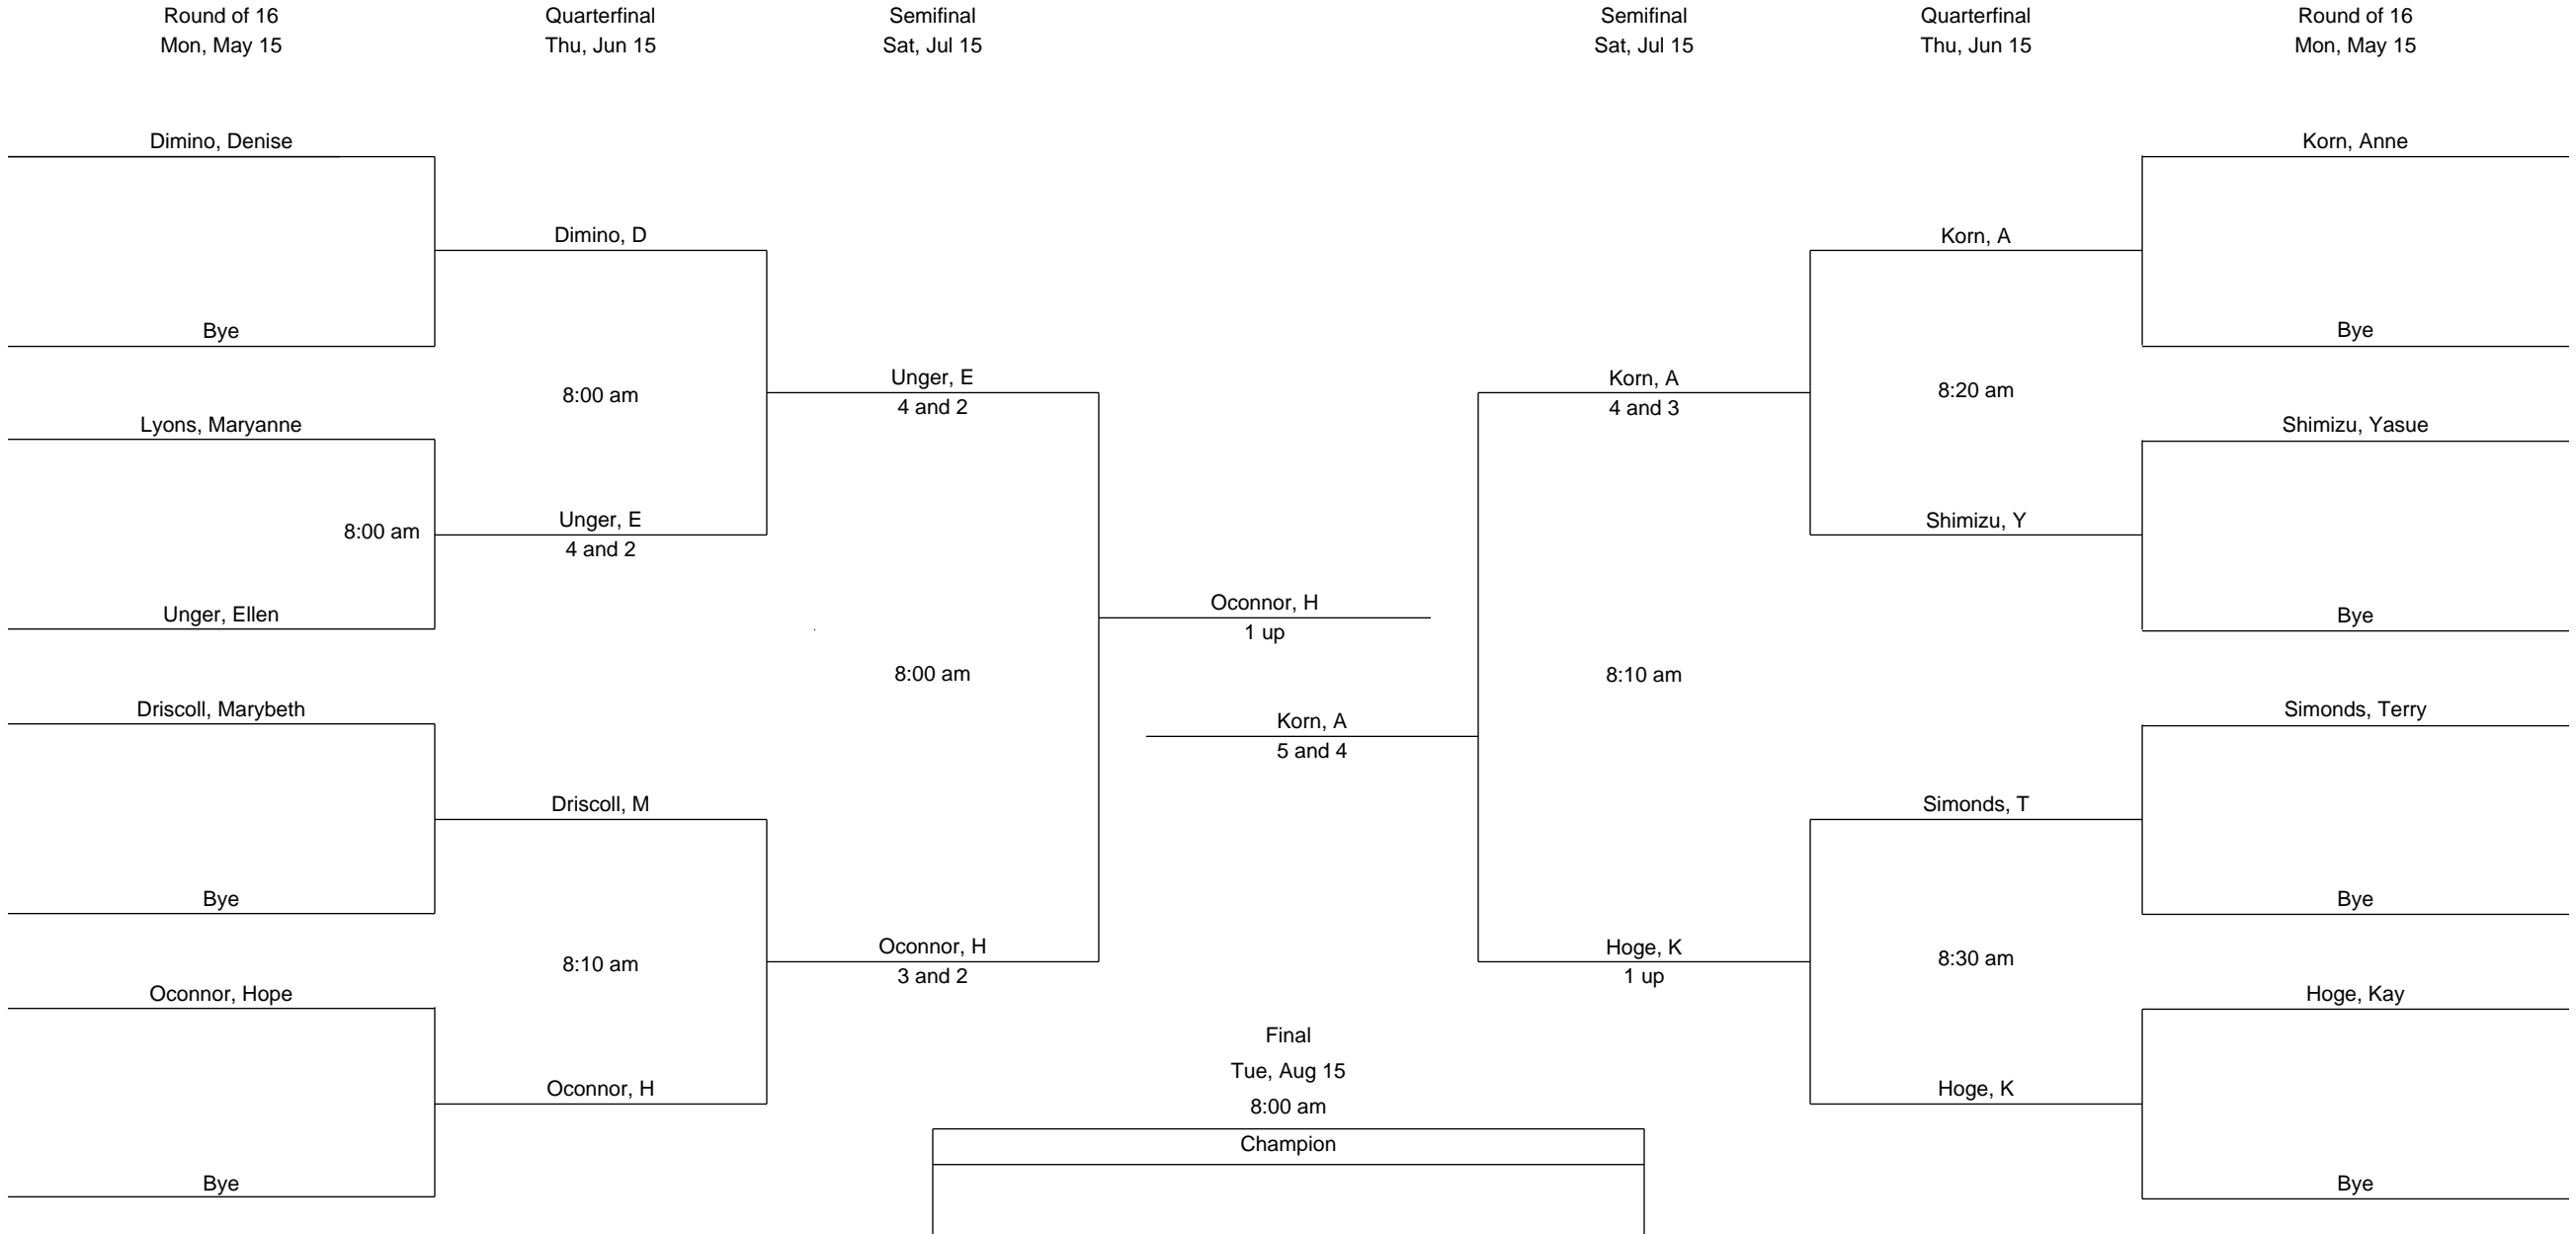 Round of 16
Mon, May 15
Quarterfinal
Thu, Jun 15
Semifinal
Sat, Jul 15
Semifinal
Sat, Jul 15
Quarterfinal
Thu, Jun 15
Round of 16
Mon, May 15
Dimino, Denise
Bye
Lyons, Maryanne
8:00 am
Unger, Ellen
Driscoll, Marybeth
Bye
Oconnor, Hope
Bye
Dimino, D
8:00 am
Unger, E
4 and 2
Driscoll, M
8:10 am
Oconnor, H
Unger, E
4 and 2
8:00 am
Oconnor, H
3 and 2
Oconnor, H
1 up
Korn, A
5 and 4
Final
Tue, Aug 15
8:00 am
Champion
Korn, A
4 and 3
8:10 am
Hoge, K
1 up
Korn, A
8:20 am
Shimizu, Y
Simonds, T
8:30 am
Hoge, K
Korn, Anne
Bye
Shimizu, Yasue
Bye
Simonds, Terry
Bye
Hoge, Kay
Bye